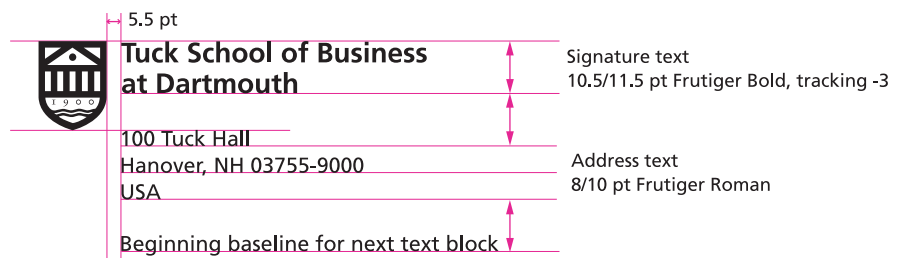 5.5 pt
Tuck School of Business
at Dartmouth
Signature text
10.5/11.5 pt Frutiger Bold, tracking -3
1900
100 Tuck Hall
Hanover, NH 03755-9000
USA
Address text
8/10 pt Frutiger Roman
Beginning baseline for next text block